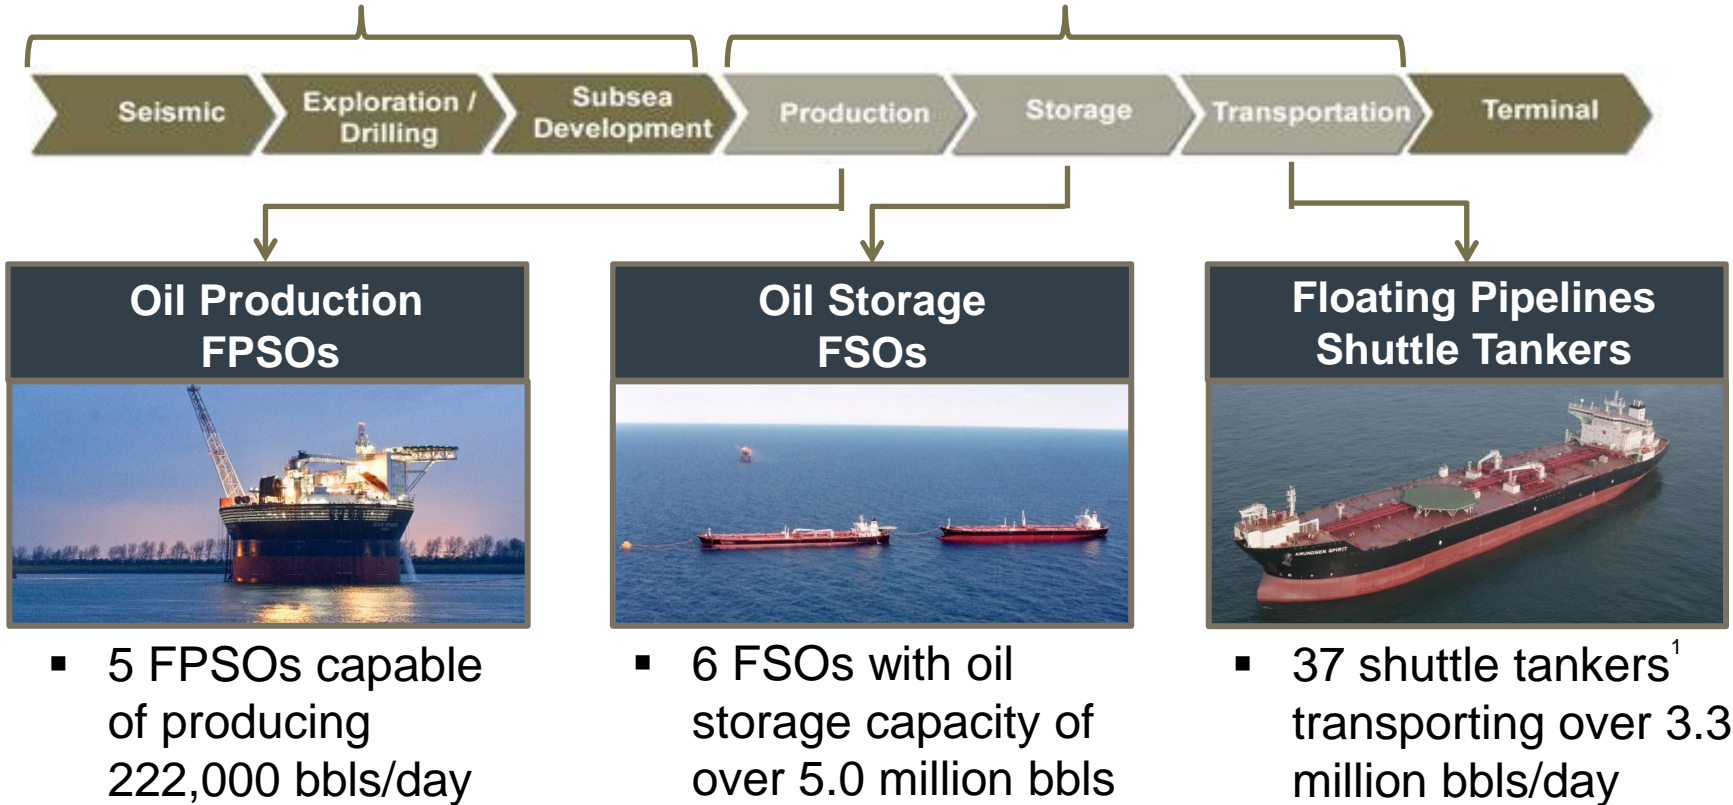 Seismic
Exploration /
Drilling
Subsea
Development
Production
Storage
Transportation
Terminal
Oil Production
FPSOs
Oil Storage
FSOs
Floating Pipelines
Shuttle Tankers
AMUNDSEN SPIRIT
▪ 5 FPSOs capable
of producing
222,000 bbls/day
▪ 6 FSOs with oil
storage capacity of
over 5.0 million bbls
▪ 37 shuttle tankers¹
transporting over 3.3
million bbls/day